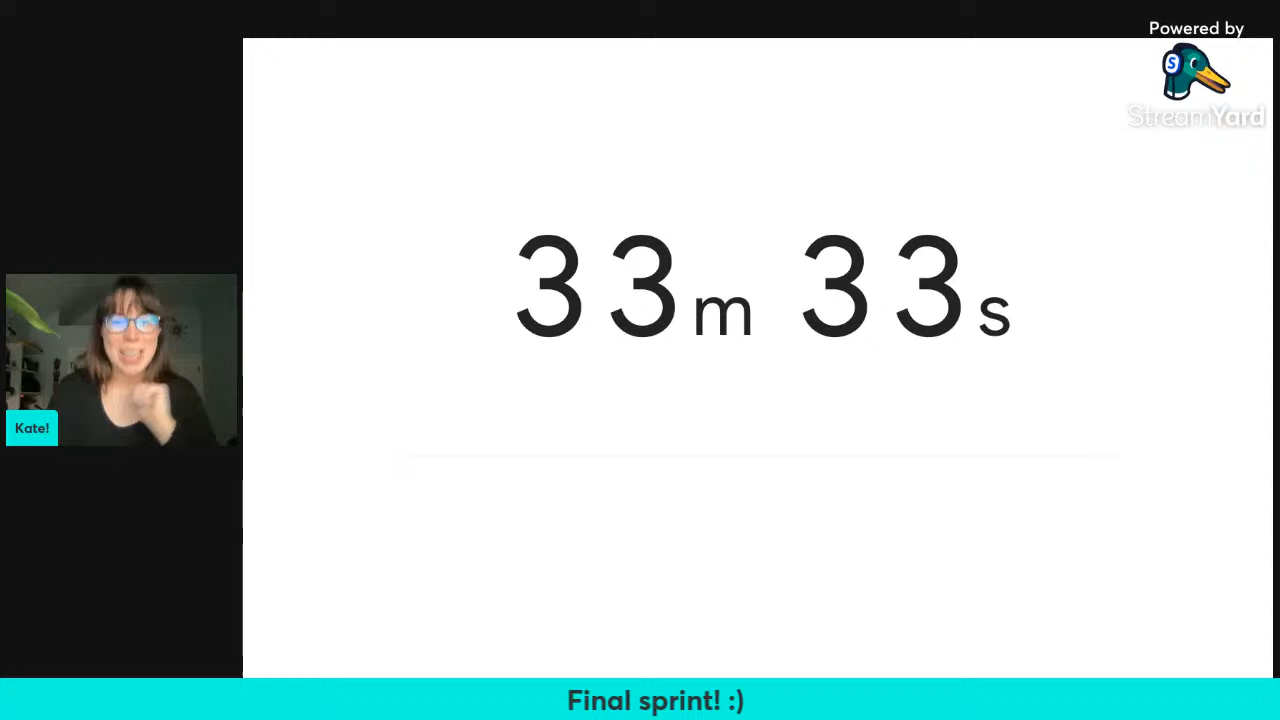 Powered by
S
StreamYard
33m 33s
Kate!
Final sprint! :)